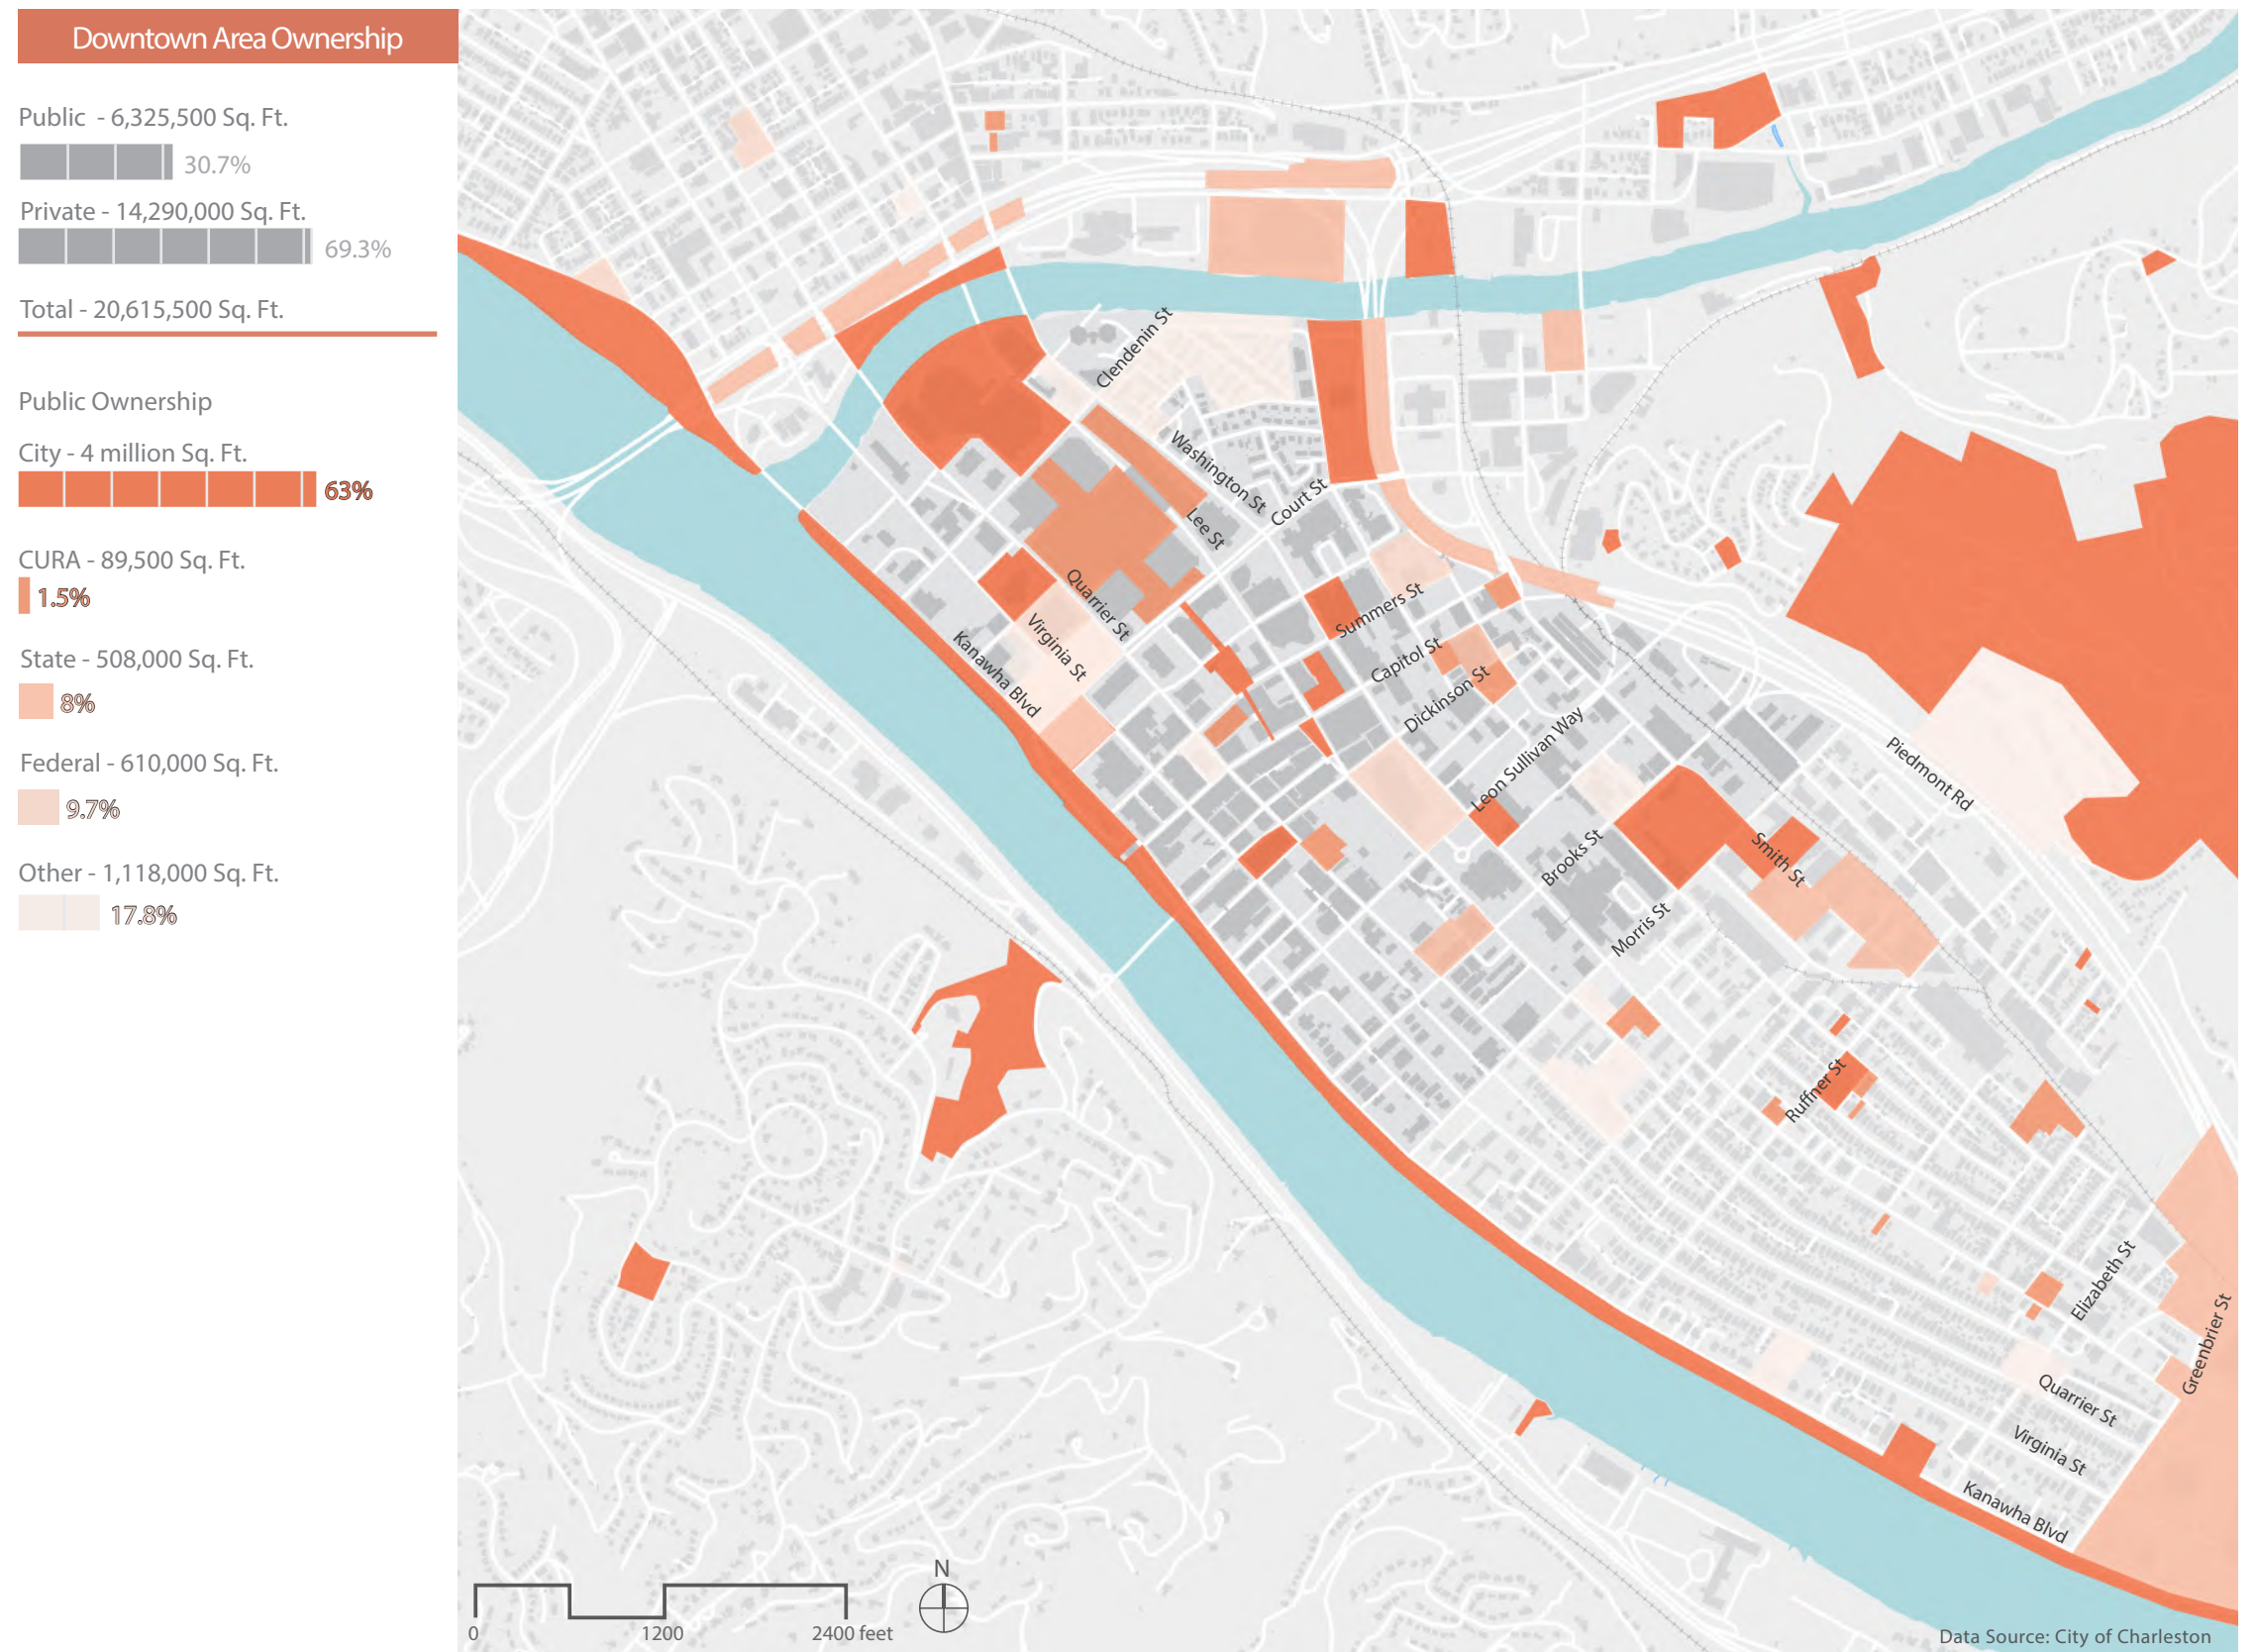 Downtown Area Ownership
Public - 6,325,500 Sq. Ft.
30.7%
Private - 14,290,000 Sq. Ft.
69.3%
Total - 20,615,500 Sq. Ft.
Public Ownership
City - 4 million Sq. Ft.
63%
CURA - 89,500 Sq. Ft.
1.5%
State - 508,000 Sq. Ft.
8%
Federal - 610,000 Sq. Ft.
9.7%
Other - 1,118,000 Sq. Ft.
17.8%
Clendenin St
Washington St
Court St
Lee St
Quarrier St
Virginia St
Kanawha Blvd
Summers St
Capitol St
Dickinson St
Leon Sullivan Way
Piedmont Rd
Brooks St
Smith St
Morris St
Ruffner St
Elizabeth St
Greenbrier St
Quarrier St
Virginia St
Kanawha Blvd
N
0 1200 2400 feet
Data Source: City of Charleston